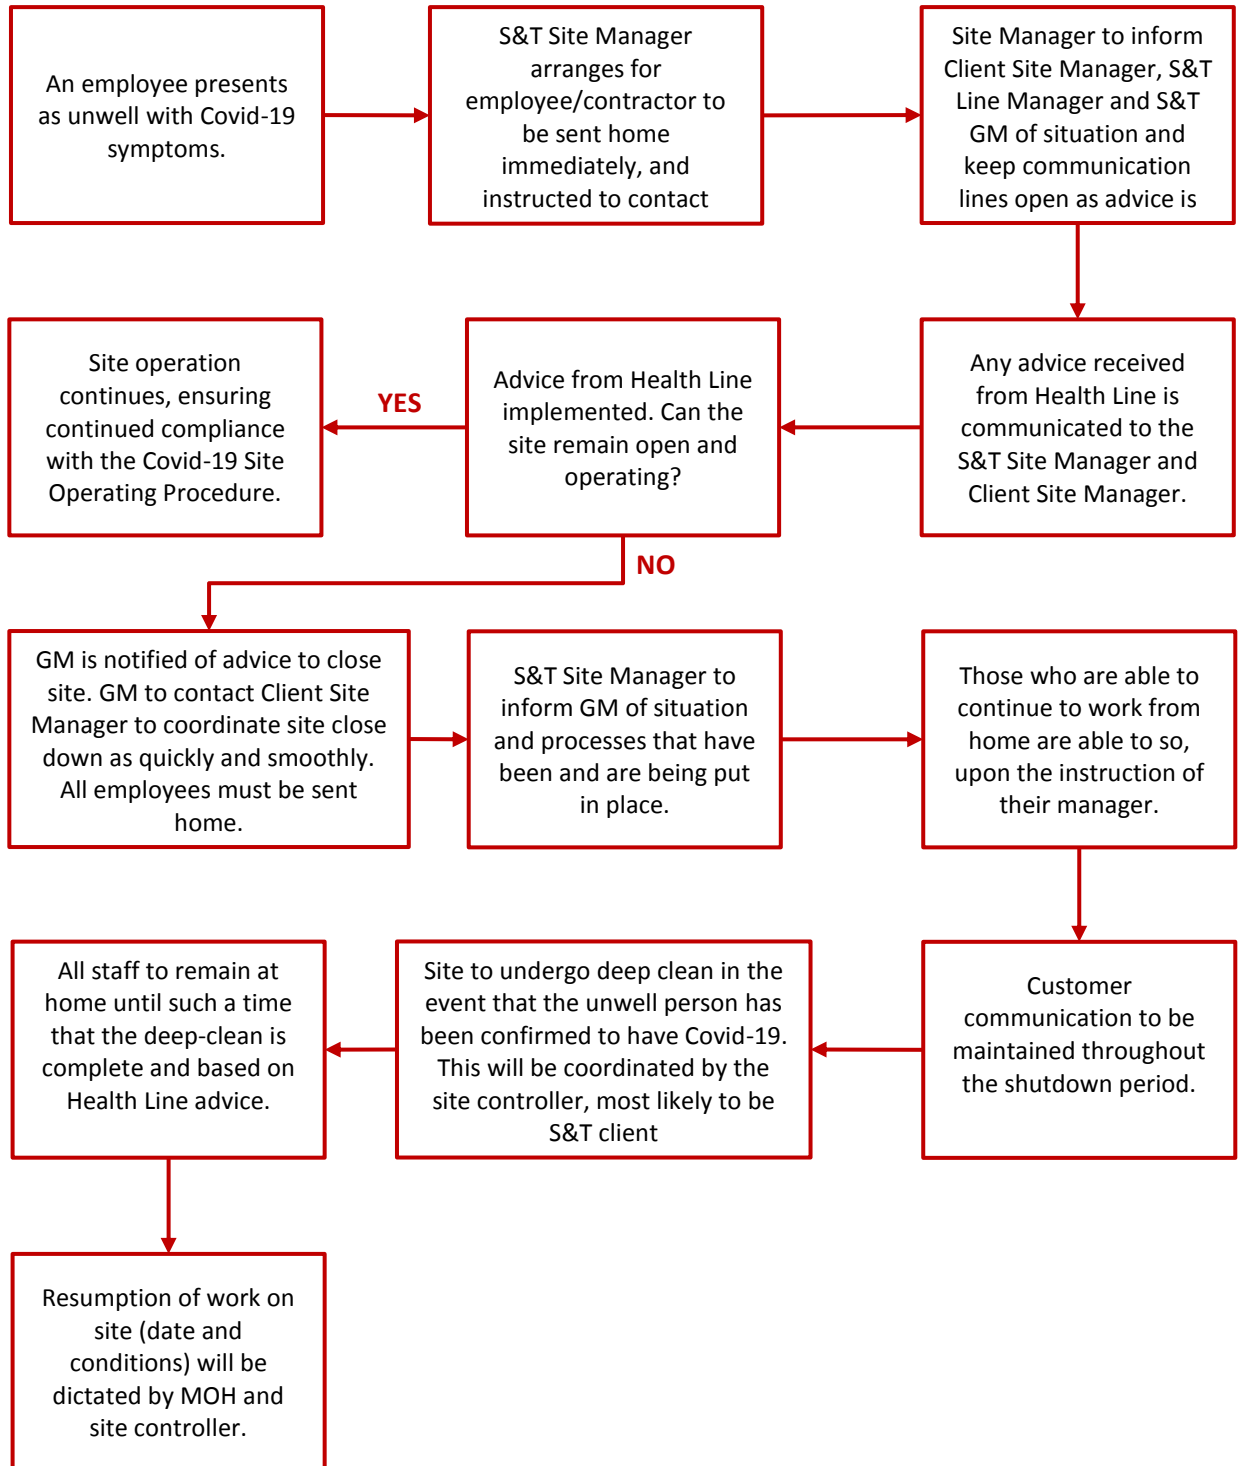 An employee presents
as unwell with Covid-19
symptoms.
S&T Site Manager
arranges for
employee/contractor to
be sent home
immediately, and
instructed to contact
Site Manager to inform
Client Site Manager, S&T
Line Manager and S&T
GM of situation and
keep communication
lines open as advice is
Any advice received
from Health Line is
communicated to the
S&T Site Manager and
Client Site Manager.
Advice from Health Line
implemented. Can the
site remain open and
operating?
YES
Site operation
continues, ensuring
continued compliance
with the Covid-19 Site
Operating Procedure.
NO
GM is notified of advice to close
site. GM to contact Client Site
Manager to coordinate site close
down as quickly and smoothly.
All employees must be sent
home.
S&T Site Manager to
inform GM of situation
and processes that have
been and are being put
in place.
Those who are able to
continue to work from
home are able to so,
upon the instruction of
their manager.
Customer
communication to be
maintained throughout
the shutdown period.
Site to undergo deep clean in the
event that the unwell person has
been confirmed to have Covid-19.
This will be coordinated by the
site controller, most likely to be
S&T client
All staff to remain at
home until such a time
that the deep-clean is
complete and based on
Health Line advice.
Resumption of work on
site (date and
conditions) will be
dictated by MOH and
site controller.